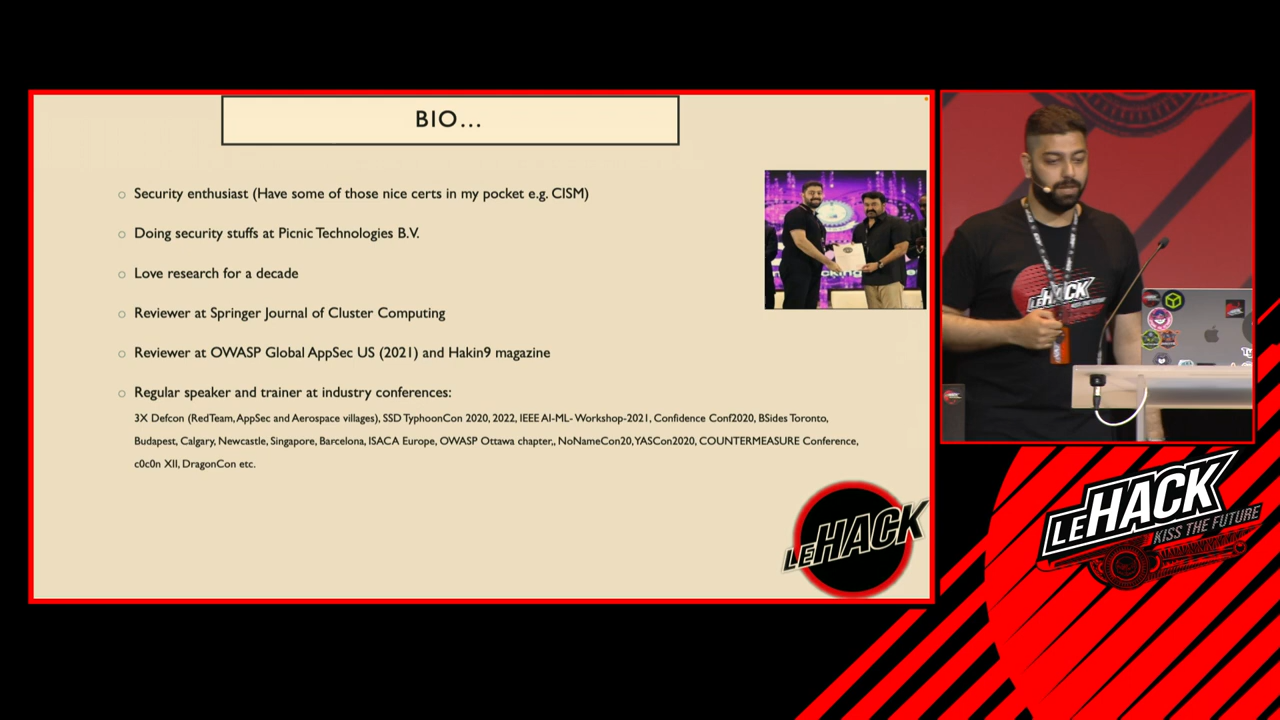 BIO...
Security enthusiast (Have some of those nice certs in my pocket e.g. CISM)
Doing security stuffs at Picnic Technologies B.V.
Love research for a decade
Reviewer at Springer Journal of Cluster Computing
Reviewer at OWASP Global AppSec US (2021) and Hakin9 magazine
Regular speaker and trainer at industry conferences:
3X Defcon (RedTeam, AppSec and Aerospace villages), SSD TyphoonCon 2020, 2022, IEEE AI-ML- Workshop-2021, Confidence Conf2020, BSides Toronto,
Budapest, Calgary, Newcastle, Singapore, Barcelona, ISACA Europe, OWASP Ottawa chapter,, NoNameCon20, YASCon2020, COUNTERMEASURE Conference,
c0c0n XII, DragonCon etc.
LEHACK
LEHACK
LEHACK
KISS THE FUTURE